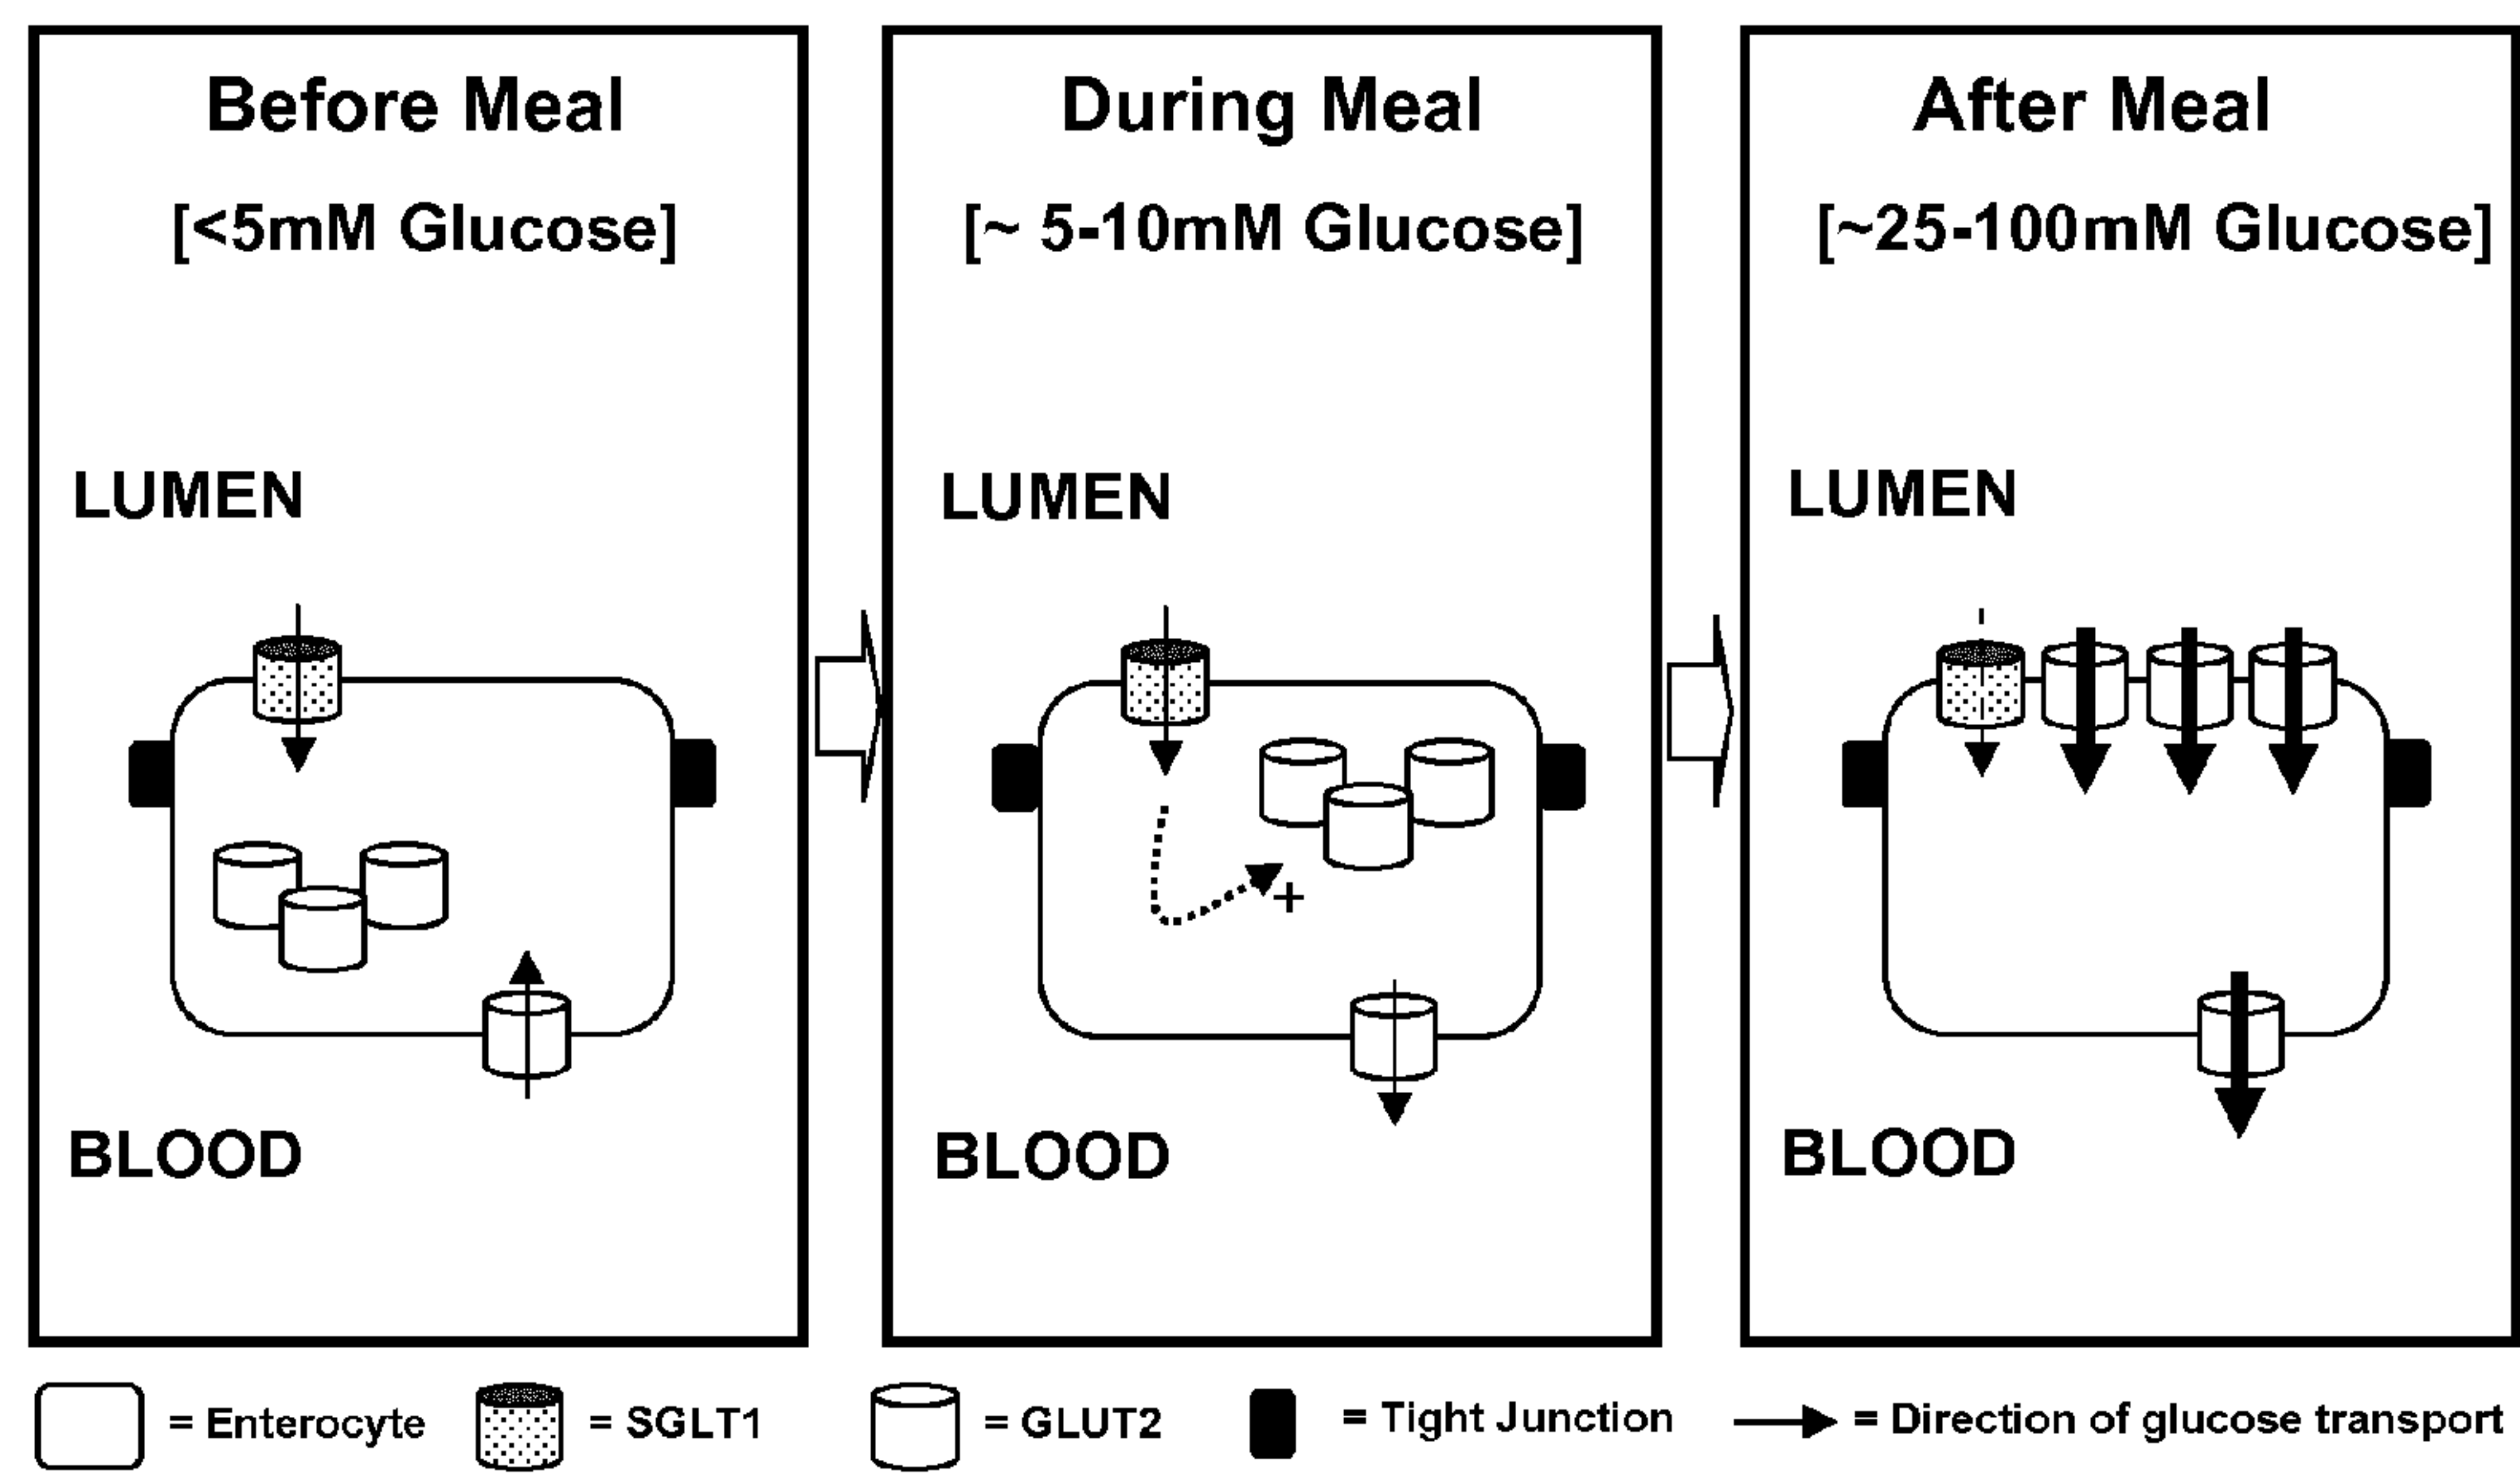 Before Meal
[<5mM Glucose]
LUMEN
BLOOD
During Meal
[~ 5-10mM Glucose]
LUMEN
+
BLOOD
After Meal
[~25-100mM Glucose]
LUMEN
BLOOD
= Enterocyte
= SGLT1
= GLUT2
= Tight Junction
= Direction of glucose transport